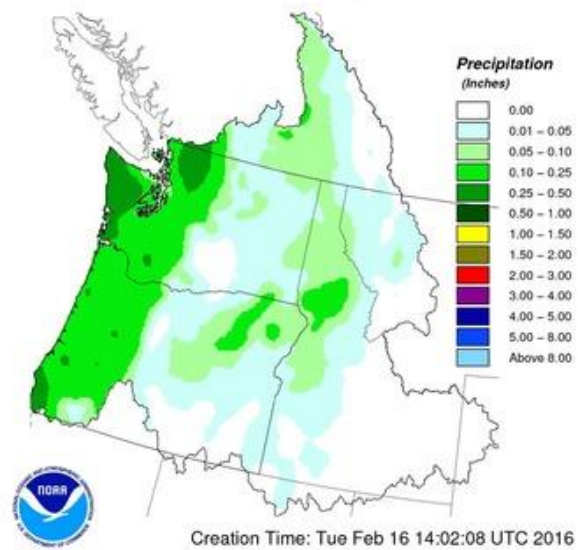 Precipitation
(Inches)
0.00
0.01 – 0.05
0.05 – 0.10
0.10 – 0.25
0.25 – 0.50
0.50 – 1.00
1.00 – 1.50
1.50 – 2.00
2.00 – 3.00
3.00 – 4.00
4.00 – 5.00
5.00 – 8.00
Above 8.00
NOAA
Creation Time: Tue Feb 16 14:02:08 UTC 2016